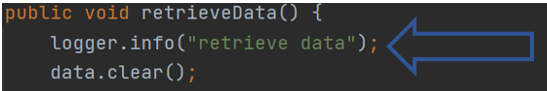 public void retrieveData() {
logger.info("retrieve data");
data.clear();